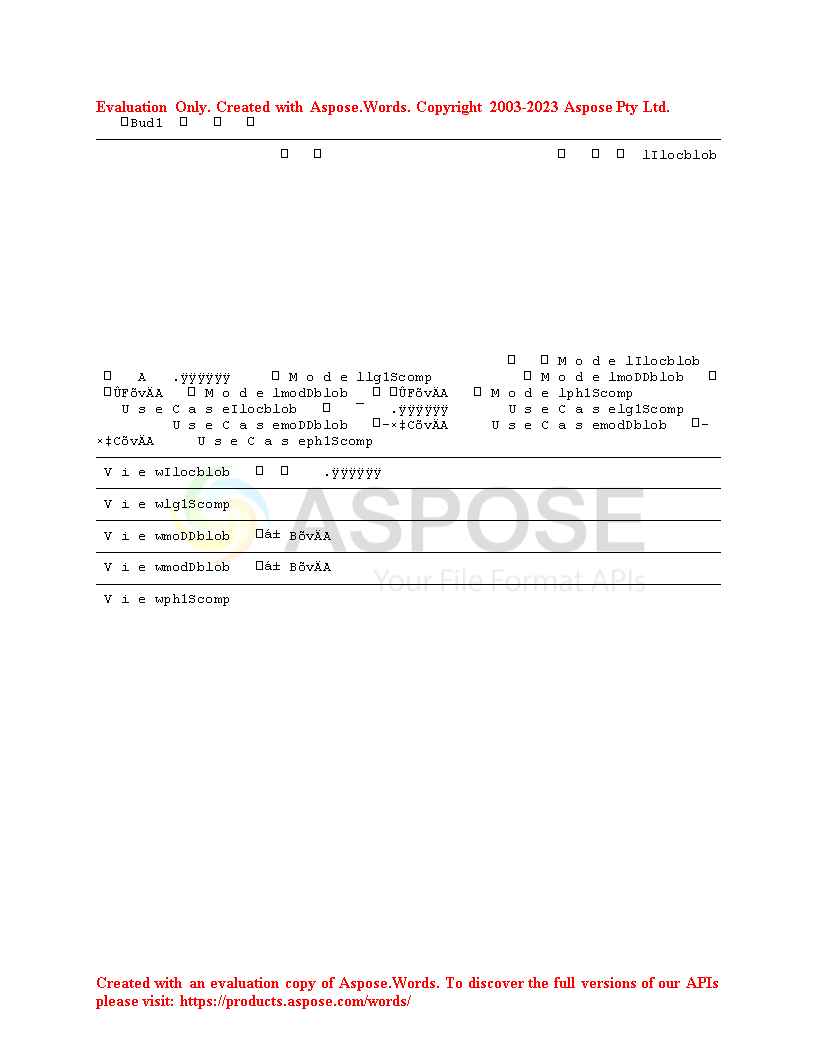 Evaluation Only. Created with Aspose.Words. Copyright 2003-2023 Aspose Pty Ltd.
□Bud1 □ □ □
□ □ □ □ □ lIlocblob
□ □ M o d e lIlocblob
□ A .ÿÿÿÿÿÿ □ M o d e llg1Scomp □ M o d e lmoDDblob □
□ÛFõvÄA □ M o d e lmodDblob □ □ÛFõvÄA □ M o d e lph1Scomp
U s e C a s eIlocblob □ ¯ .ÿÿÿÿÿÿ U s e C a s elg1Scomp
U s e C a s emoDDblob □–×‡CõvÄA U s e C a s emodDblob □–
×‡CõvÄA U s e C a s eph1Scomp
V i e wIlocblob □ □ .ÿÿÿÿÿÿ
V i e wlg1Scomp
V i e wmoDDblob □á± BõvÄA
V i e wmodDblob □á± BõvÄA
V i e wph1Scomp
ASPOSE
Your File Format APIs
Created with an evaluation copy of Aspose.Words. To discover the full versions of our APIs
please visit: https://products.aspose.com/words/